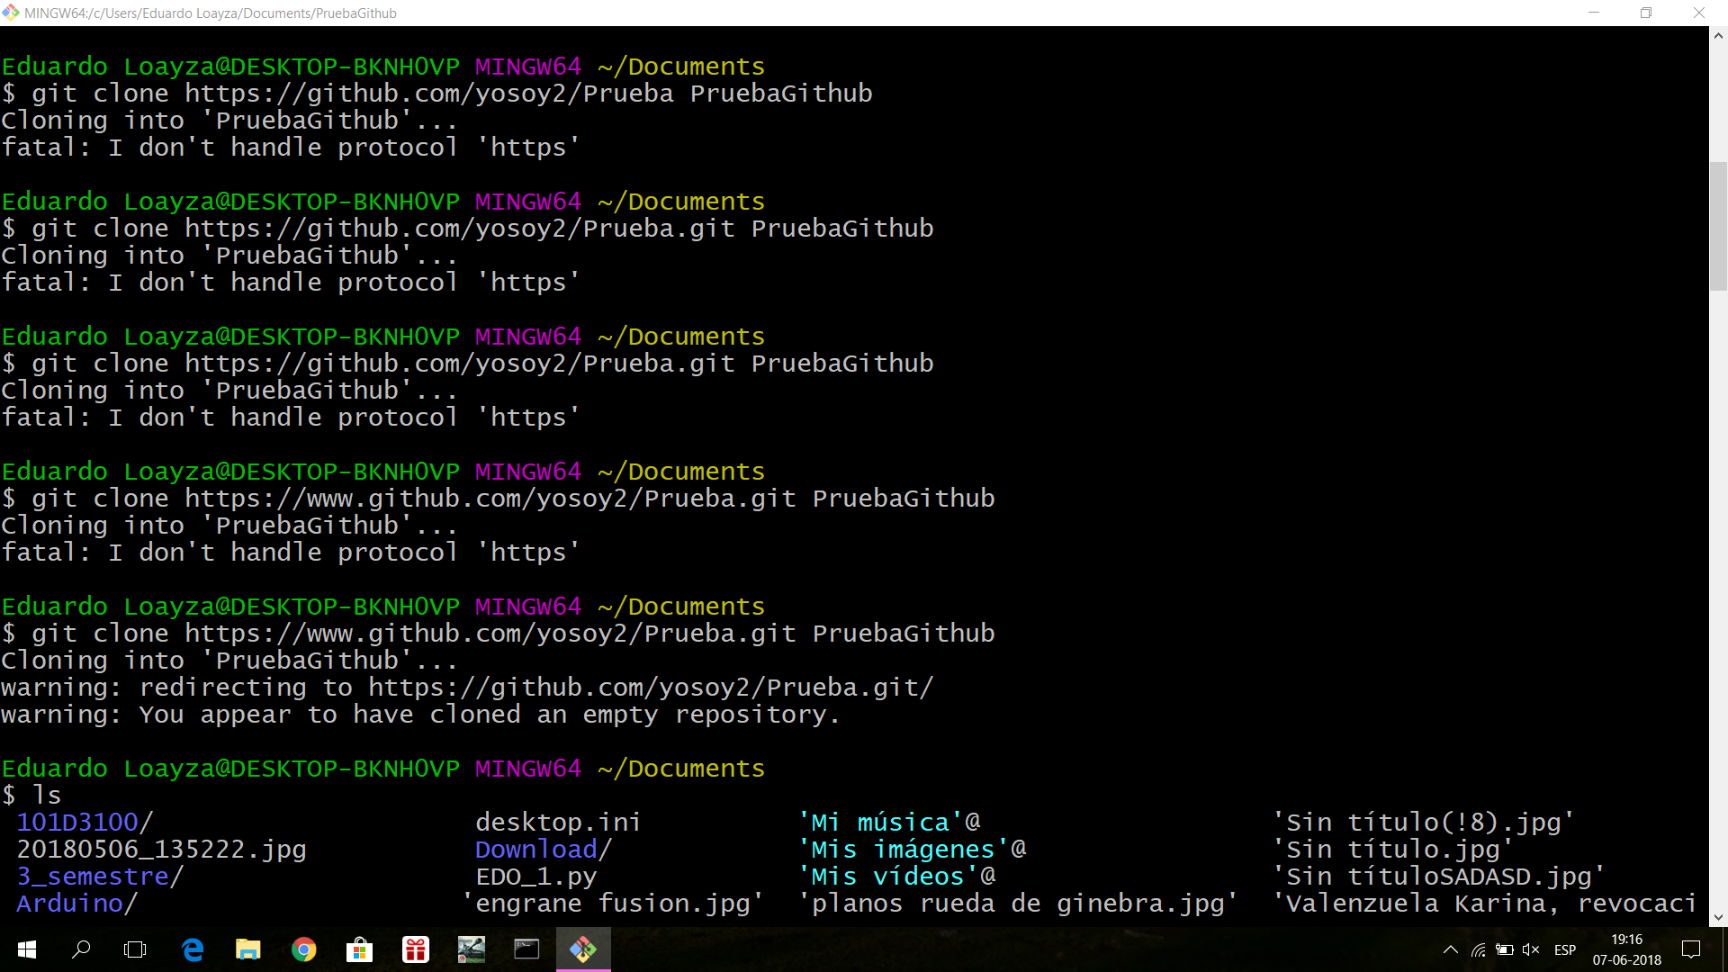 MINGW64:/c/Users/Eduardo Loayza/Documents/PruebaGithub
Eduardo Loayza@DESKTOP-BKNH0VP MINGW64 ~/Documents
$ git clone https://github.com/yosoy2/Prueba PruebaGithub
Cloning into 'PruebaGithub'...
fatal: I don't handle protocol 'https'
Eduardo Loayza@DESKTOP-BKNH0VP MINGW64 ~/Documents
$ git clone https://github.com/yosoy2/Prueba.git PruebaGithub
Cloning into 'PruebaGithub'...
fatal: I don't handle protocol 'https'
Eduardo Loayza@DESKTOP-BKNH0VP MINGW64 ~/Documents
$ git clone https://github.com/yosoy2/Prueba.git PruebaGithub
Cloning into 'PruebaGithub'...
fatal: I don't handle protocol 'https'
Eduardo Loayza@DESKTOP-BKNH0VP MINGW64 ~/Documents
$ git clone https://www.github.com/yosoy2/Prueba.git PruebaGithub
Cloning into 'PruebaGithub'...
fatal: I don't handle protocol 'https'
Eduardo Loayza@DESKTOP-BKNH0VP MINGW64 ~/Documents
$ git clone https://www.github.com/yosoy2/Prueba.git PruebaGithub
Cloning into 'PruebaGithub'...
warning: redirecting to https://github.com/yosoy2/Prueba.git/
warning: You appear to have cloned an empty repository.
Eduardo Loayza@DESKTOP-BKNH0VP MINGW64 ~/Documents
$ ls
101D3100/ desktop.ini 'Mi música'@ 'Sin título(!8).jpg'
20180506_135222.jpg Download/ 'Mis imágenes'@ 'Sin título.jpg'
3_semestre/ EDO_1.py 'Mis vídeos'@ 'Sin títuloSADASD.jpg'
Arduino/ 'engrane fusion.jpg' 'planos rueda de ginebra.jpg' 'Valenzuela Karina, revocaci
ESP
19:16
07-06-2018